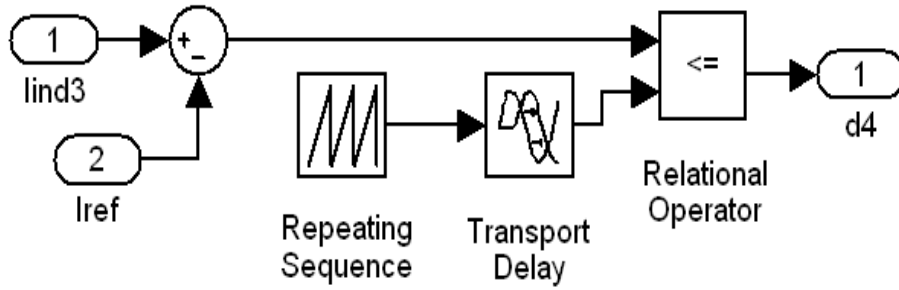 1
Iind3
+
−
2
Iref
Repeating
Sequence
Transport
Delay
<=
Relational
Operator
1
d4